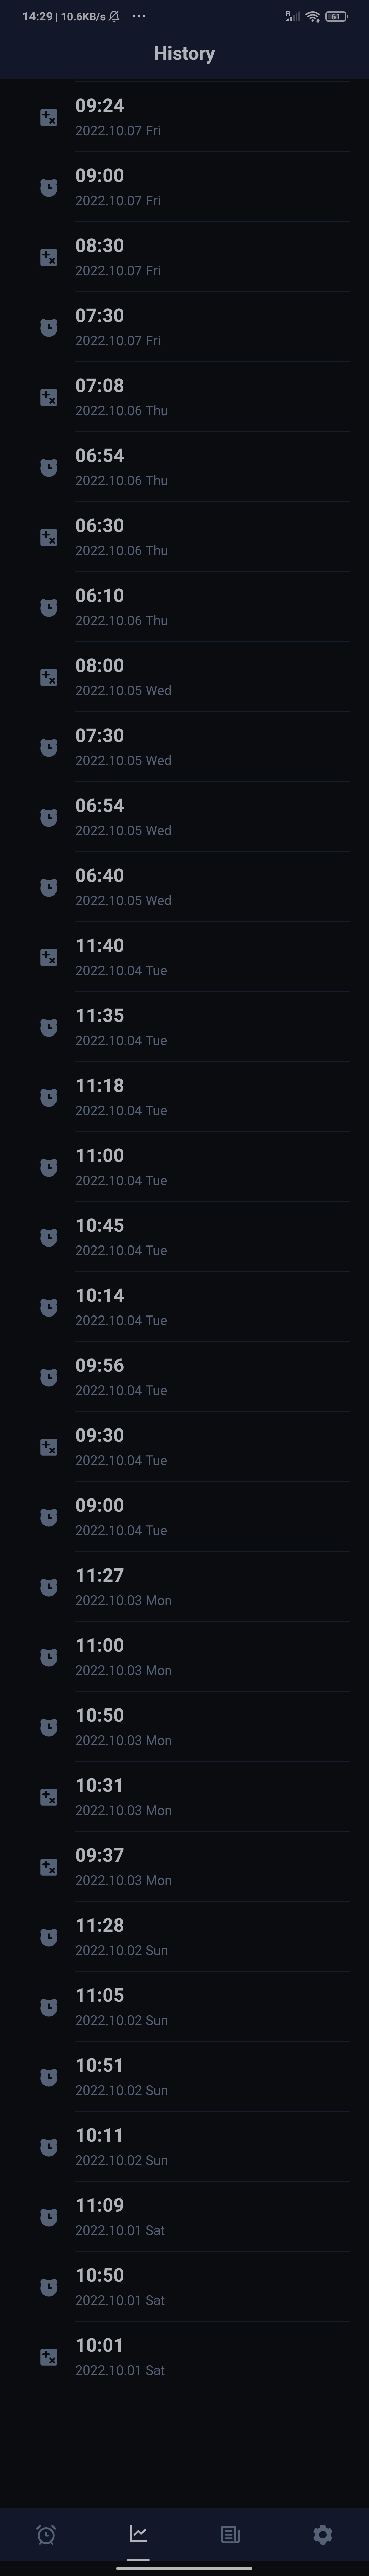 14:29 | 10.6KB/s ... R 61
History
09:24
2022.10.07 Fri
09:00
2022.10.07 Fri
08:30
2022.10.07 Fri
07:30
2022.10.07 Fri
07:08
2022.10.06 Thu
06:54
2022.10.06 Thu
06:30
2022.10.06 Thu
06:10
2022.10.06 Thu
08:00
2022.10.05 Wed
07:30
2022.10.05 Wed
06:54
2022.10.05 Wed
06:40
2022.10.05 Wed
11:40
2022.10.04 Tue
11:35
2022.10.04 Tue
11:18
2022.10.04 Tue
11:00
2022.10.04 Tue
10:45
2022.10.04 Tue
10:14
2022.10.04 Tue
09:56
2022.10.04 Tue
09:30
2022.10.04 Tue
09:00
2022.10.04 Tue
11:27
2022.10.03 Mon
11:00
2022.10.03 Mon
10:50
2022.10.03 Mon
10:31
2022.10.03 Mon
09:37
2022.10.03 Mon
11:28
2022.10.02 Sun
11:05
2022.10.02 Sun
10:51
2022.10.02 Sun
10:11
2022.10.02 Sun
11:09
2022.10.01 Sat
10:50
2022.10.01 Sat
10:01
2022.10.01 Sat